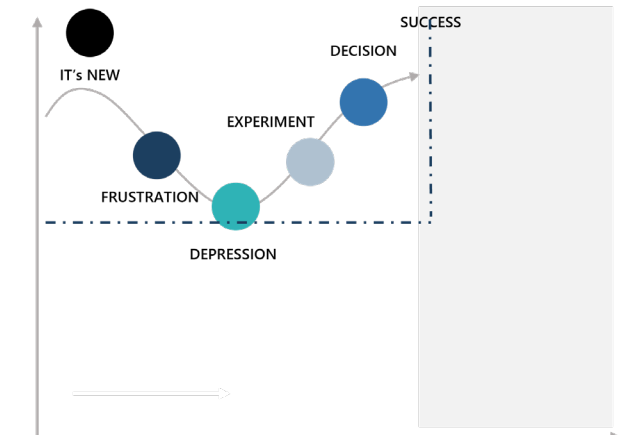 SUCCESS
DECISION
IT's NEW
EXPERIMENT
FRUSTRATION
DEPRESSION